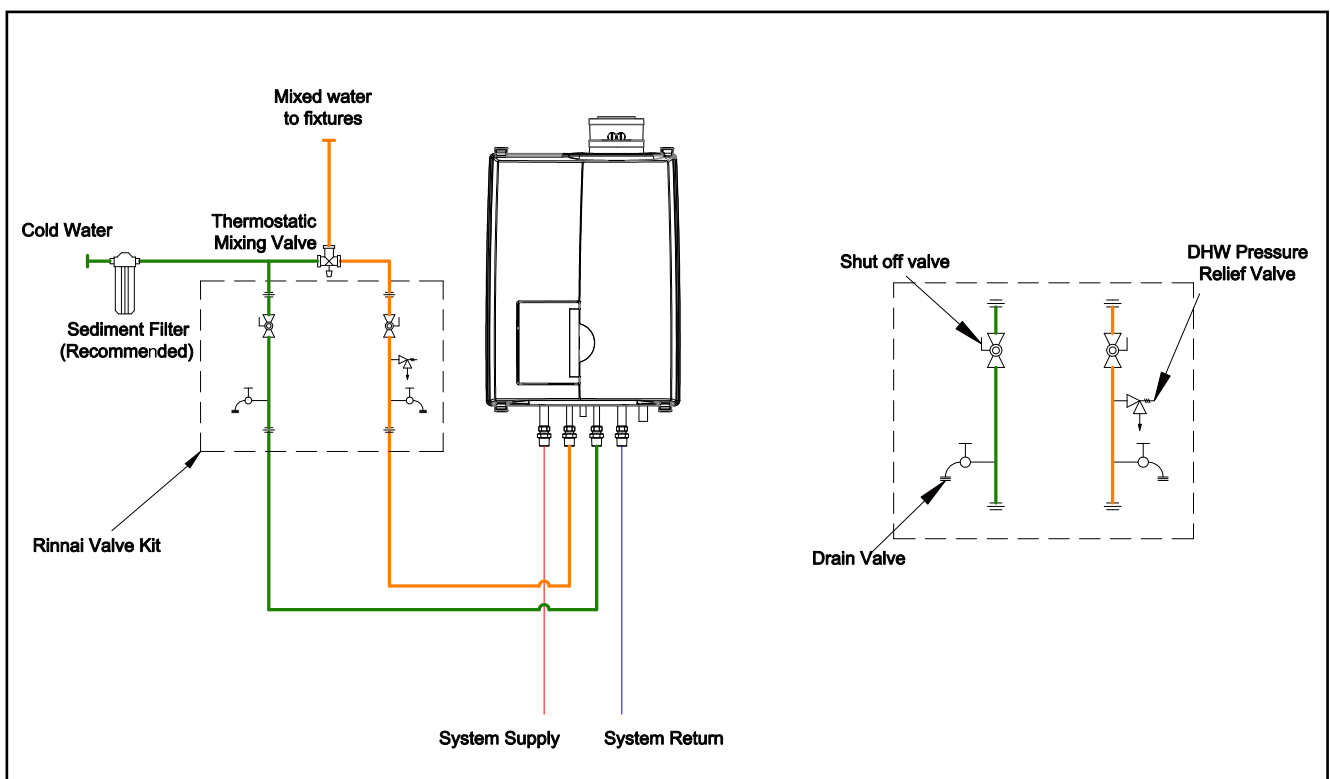 Mixed water
to fixtures
Thermostatic
Mixing Valve
Cold Water
Sediment Filter
(Recommended)
Rinnai Valve Kit
System Supply
System Return
Shut off valve
DHW Pressure
Relief Valve
Drain Valve